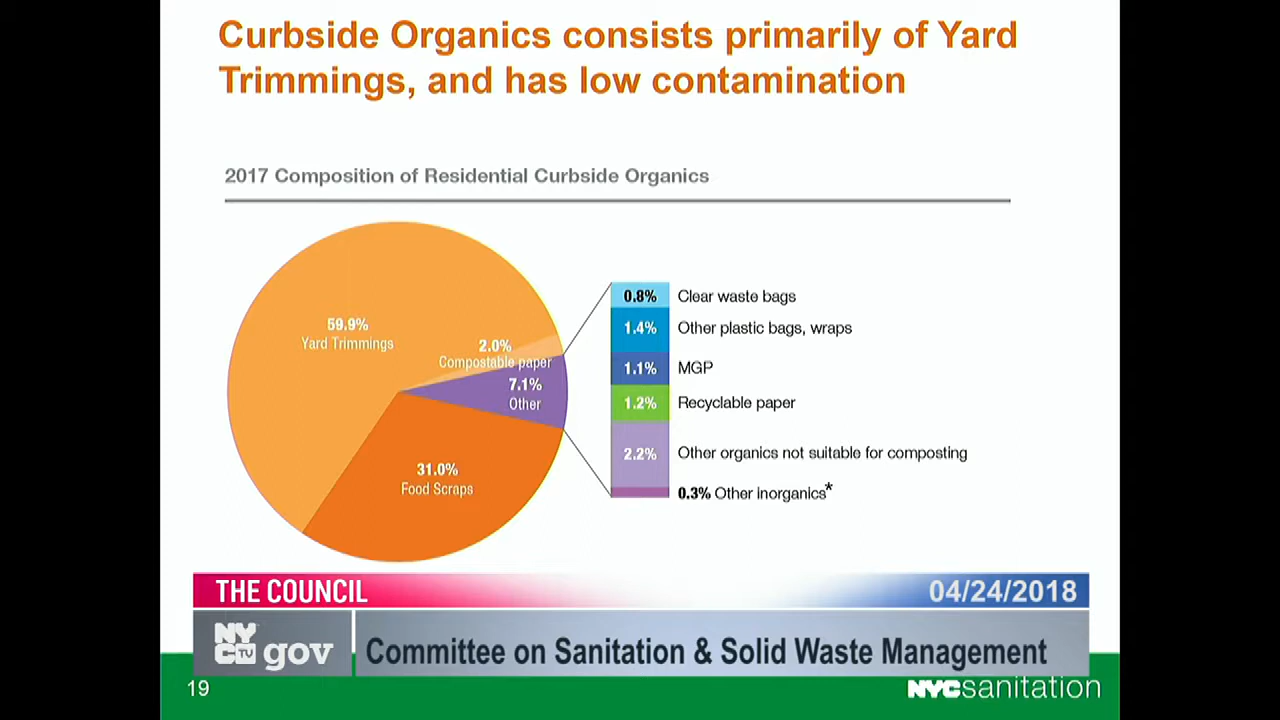 Curbside Organics consists primarily of Yard
Trimmings, and has low contamination
2017 Composition of Residential Curbside Organics
59.9%
Yard Trimmings
2.0%
Compostable paper
7.1%
Other
31.0%
Food Scraps
0.8% Clear waste bags
1.4% Other plastic bags, wraps
1.1% MGP
1.2% Recyclable paper
2.2% Other organics not suitable for composting
0.3% Other inorganics*
THE COUNCIL
04/24/2018
NYC TV gov
Committee on Sanitation & Solid Waste Management
19
NYCsanitation